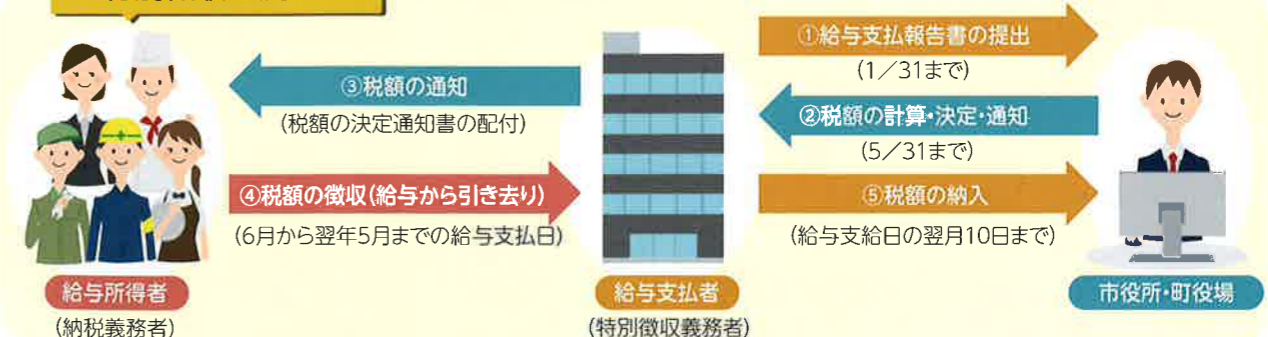 ①給与支払報告書の提出
(1/31まで)
③税額の通知
(税額の決定通知書の配付)
②税額の計算・決定・通知
(5/31まで)
④税額の徴収(給与から引き去り)
(6月から翌年5月までの給与支払日)
⑤税額の納入
(給与支給日の翌月10日まで)
給与所得者
(納税義務者)
給与支払者
(特別徴収義務者)
市役所・町役場